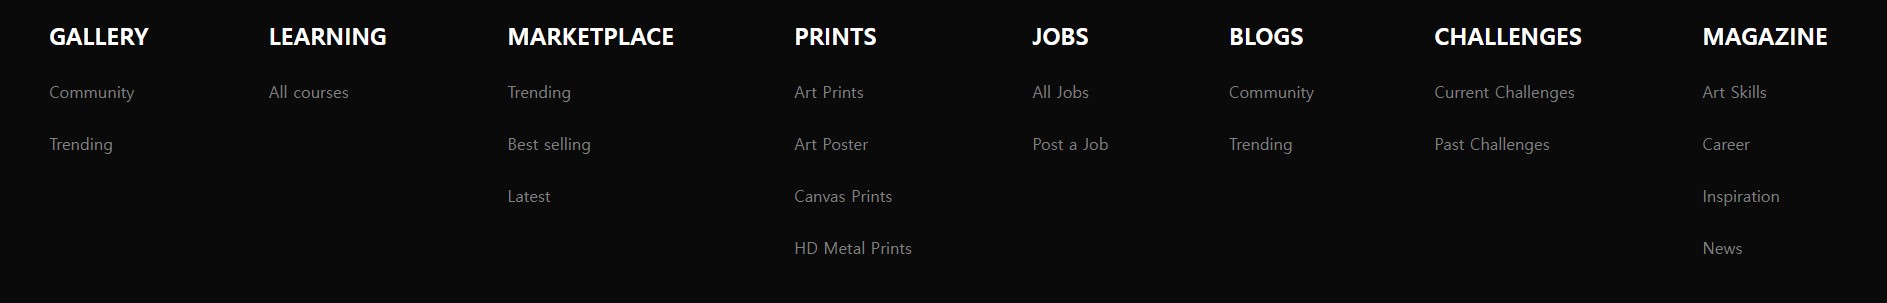 GALLERY
Community
Trending
LEARNING
All courses
MARKETPLACE
Trending
Best selling
Latest
PRINTS
Art Prints
Art Poster
Canvas Prints
HD Metal Prints
JOBS
All Jobs
Post a Job
BLOGS
Community
Trending
CHALLENGES
Current Challenges
Past Challenges
MAGAZINE
Art Skills
Career
Inspiration
News